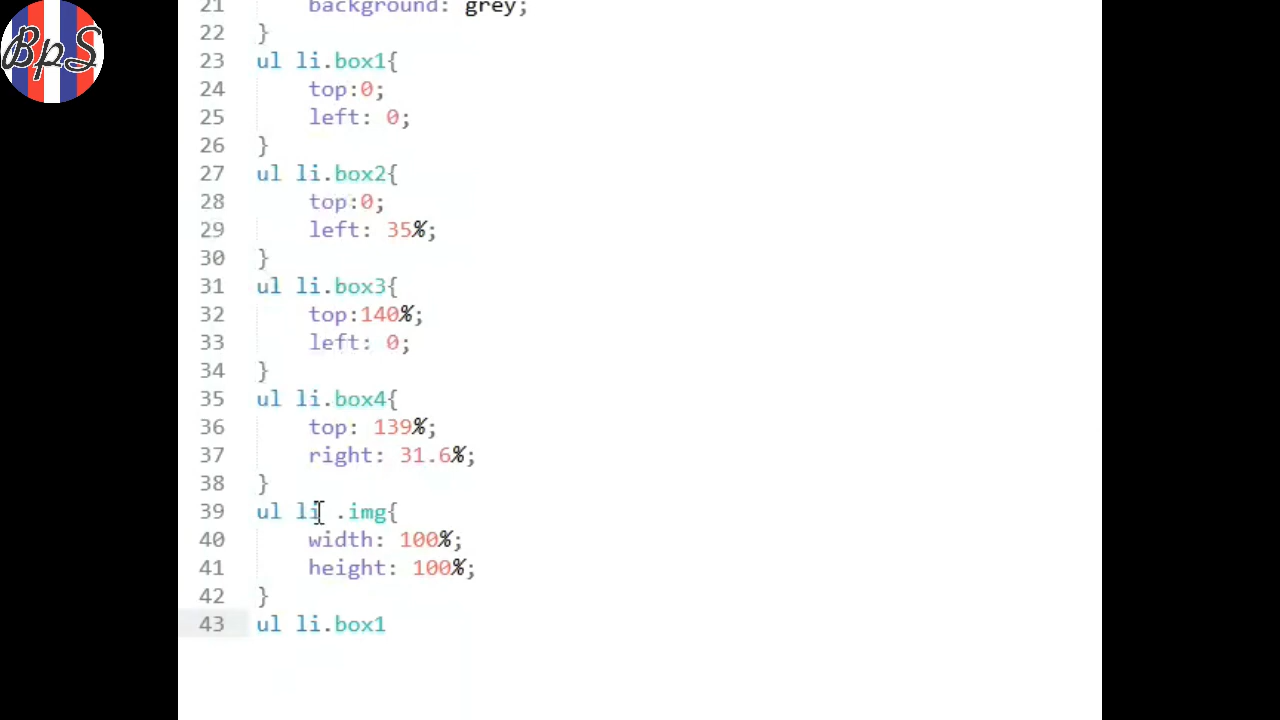 BpS
21 background: grey;
22 }
23 ul li.box1{
24 top:0;
25 left: 0;
26 }
27 ul li.box2{
28 top:0;
29 left: 35%;
30 }
31 ul li.box3{
32 top:140%;
33 left: 0;
34 }
35 ul li.box4{
36 top: 139%;
37 right: 31.6%;
38 }
39 ul li .img{
40 width: 100%;
41 height: 100%;
42 }
43 ul li.box1